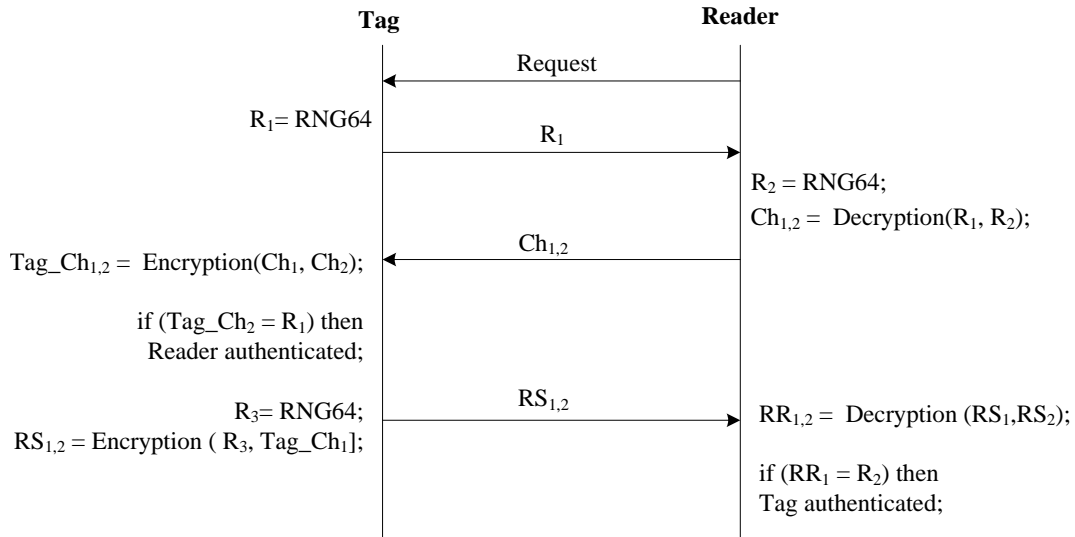 Tag
Reader
Request
R₁= RNG64
R₁
R₂ = RNG64;
Ch₁,₂ = Decryption(R₁, R₂);
Ch₁,₂
Tag_Ch₁,₂ = Encryption(Ch₁, Ch₂);
if (Tag_Ch₂ = R₁) then
Reader authenticated;
R₃= RNG64;
RS₁,₂
RS₁,₂ = Encryption ( R₃, Tag_Ch₁];
RR₁,₂ = Decryption (RS₁,RS₂);
if (RR₁ = R₂) then
Tag authenticated;